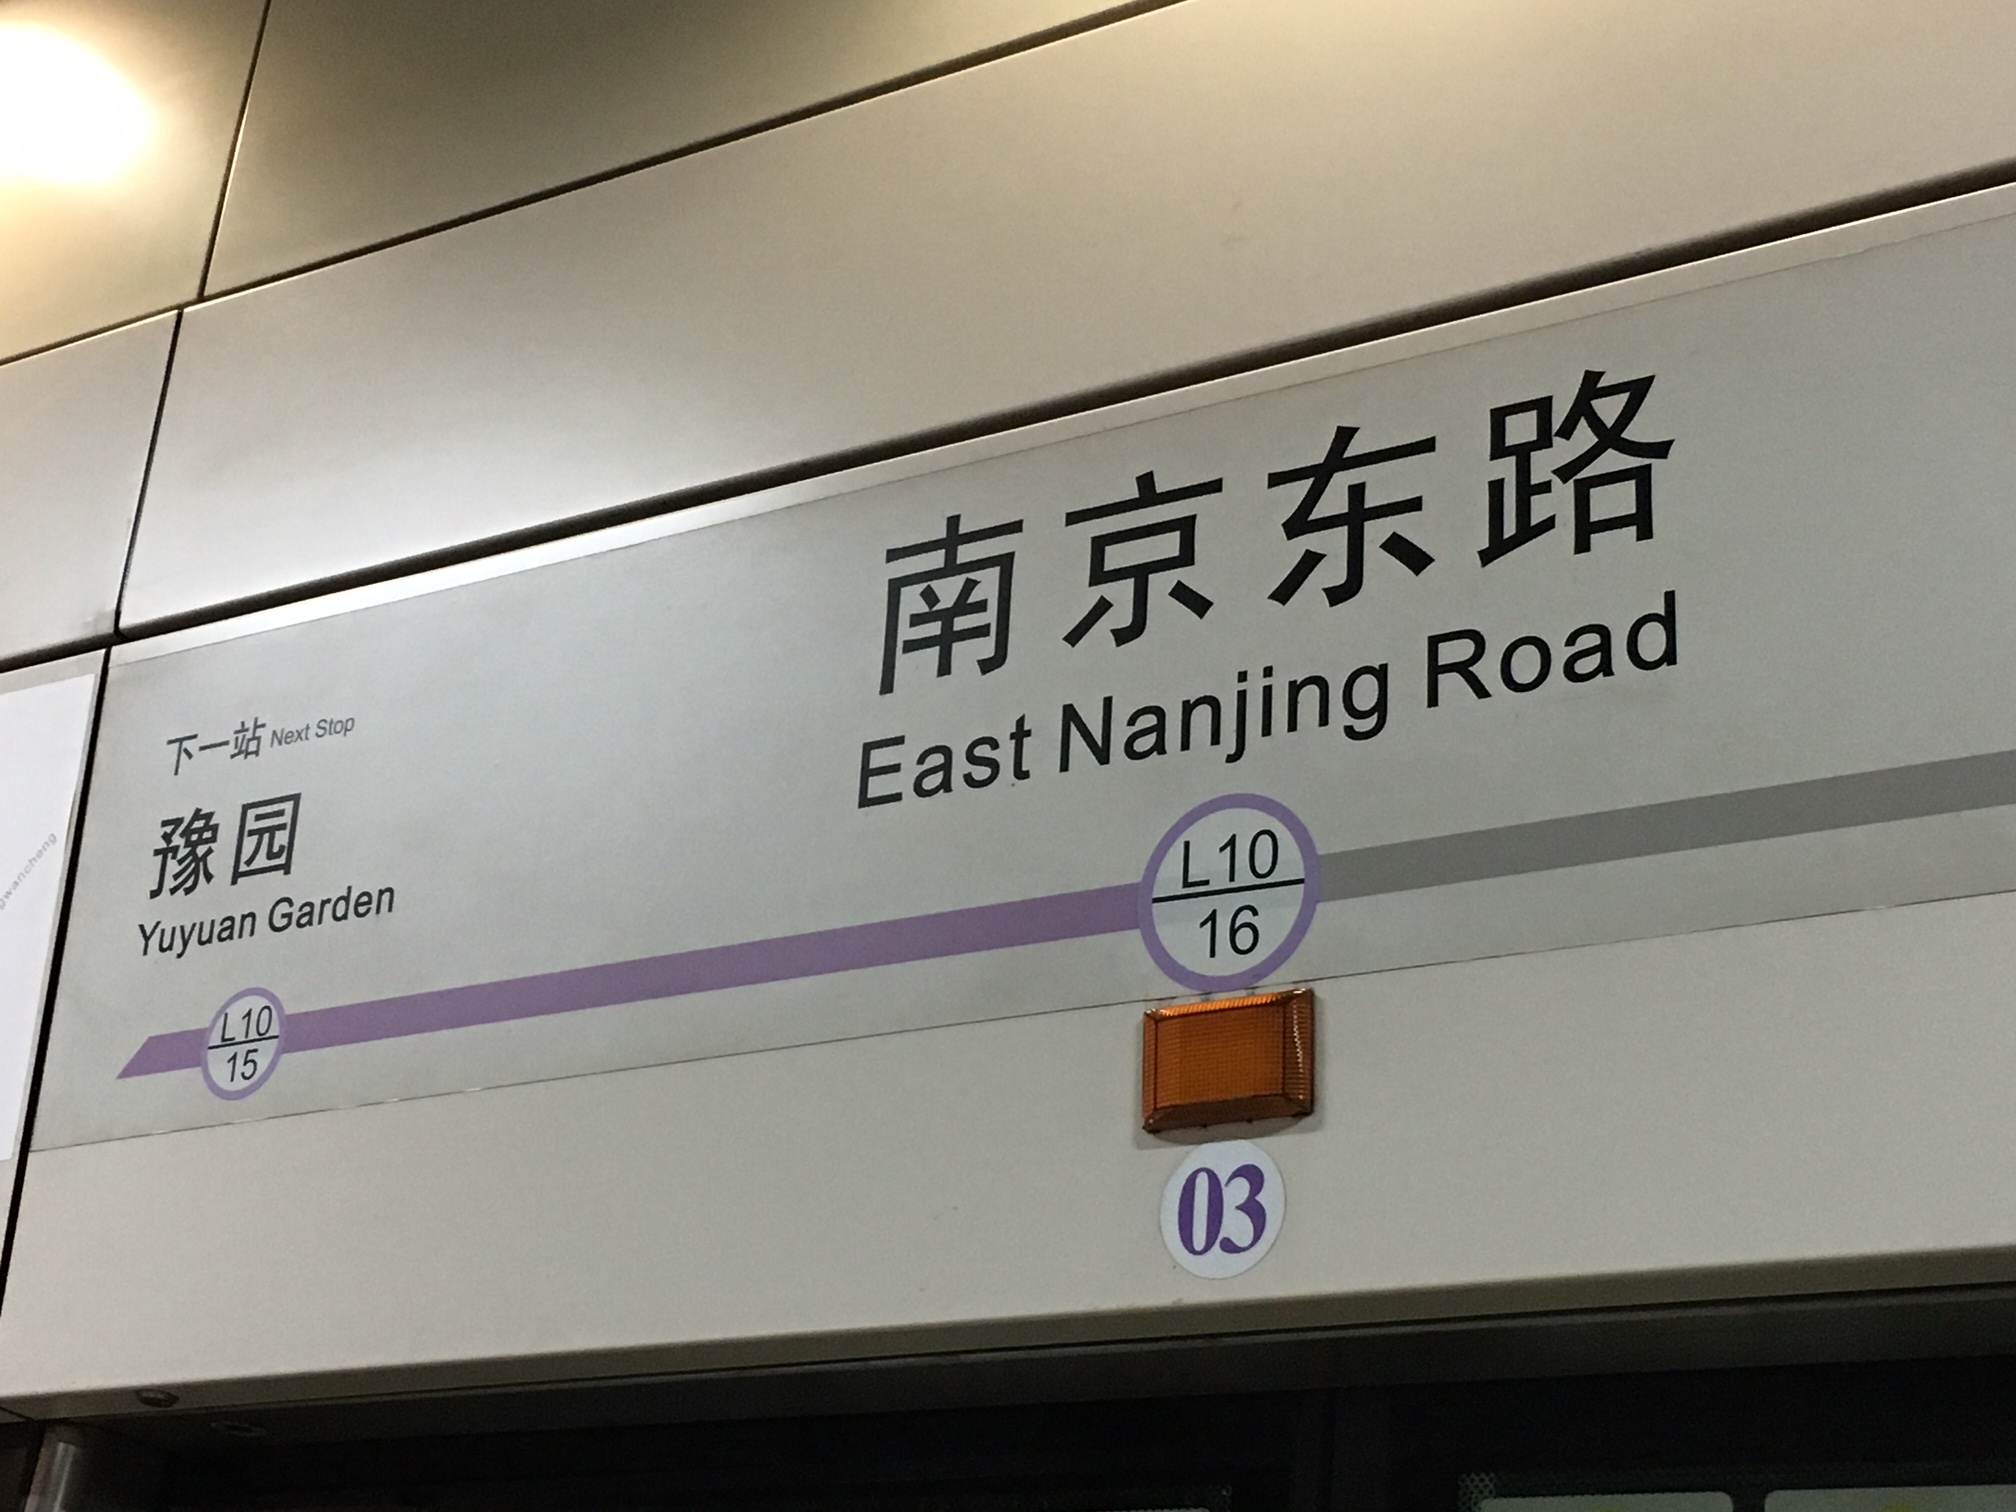 南京东路
East Nanjing Road
下一站 Next Stop
豫园
Yuyuan Garden
L10
16
L10
15
03
gwancheng